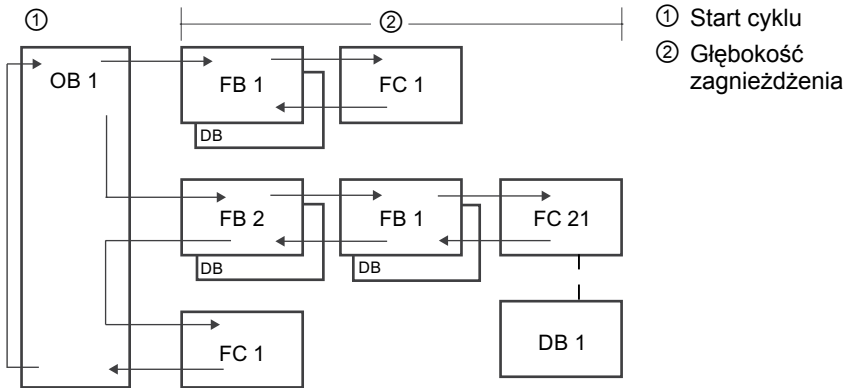 ①
②
① Start cyklu
② Głębokość
zagnieżdżenia
OB 1
FB 1
DB
FC 1
FB 2
DB
FB 1
DB
FC 21
FC 1
DB 1